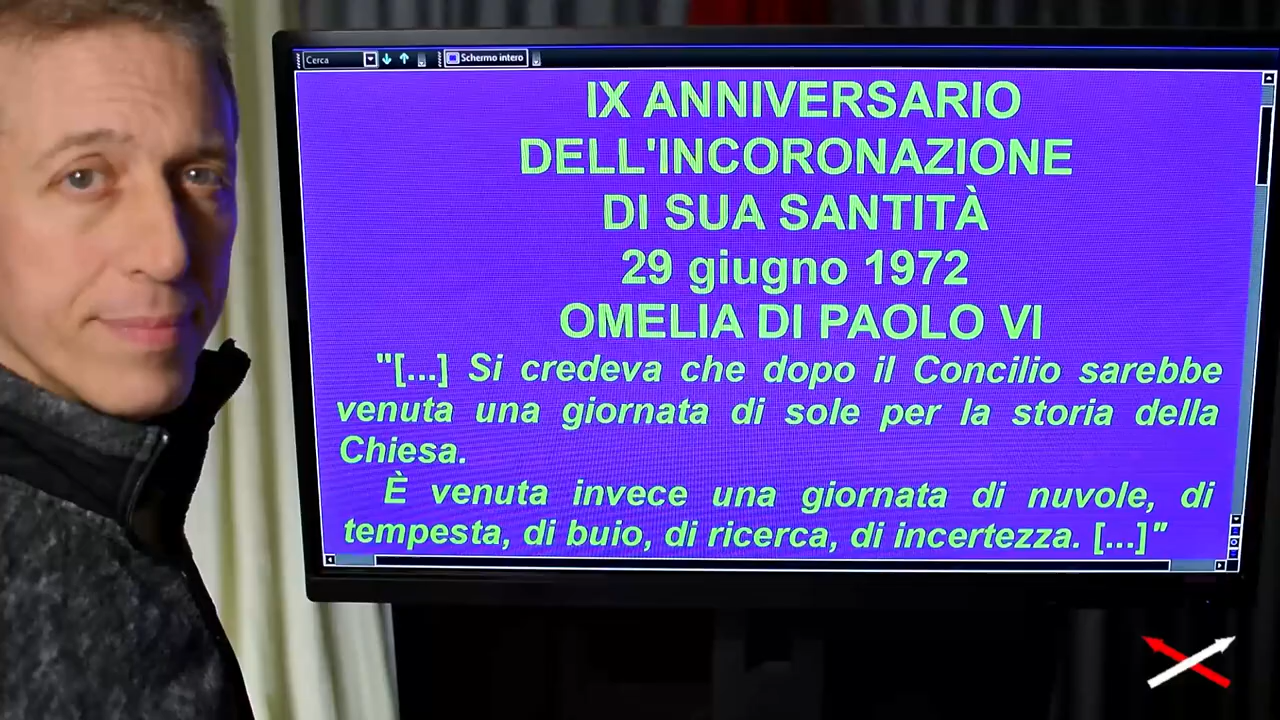 Cerca
Schermo intero
IX ANNIVERSARIO
DELL'INCORONAZIONE
DI SUA SANTITÀ
29 giugno 1972
OMELIA DI PAOLO VI
"[...] Si credeva che dopo il Concilio sarebbe
venuta una giornata di sole per la storia della
Chiesa.
È venuta invece una giornata di nuvole, di
tempesta, di buio, di ricerca, di incertezza. [...]"